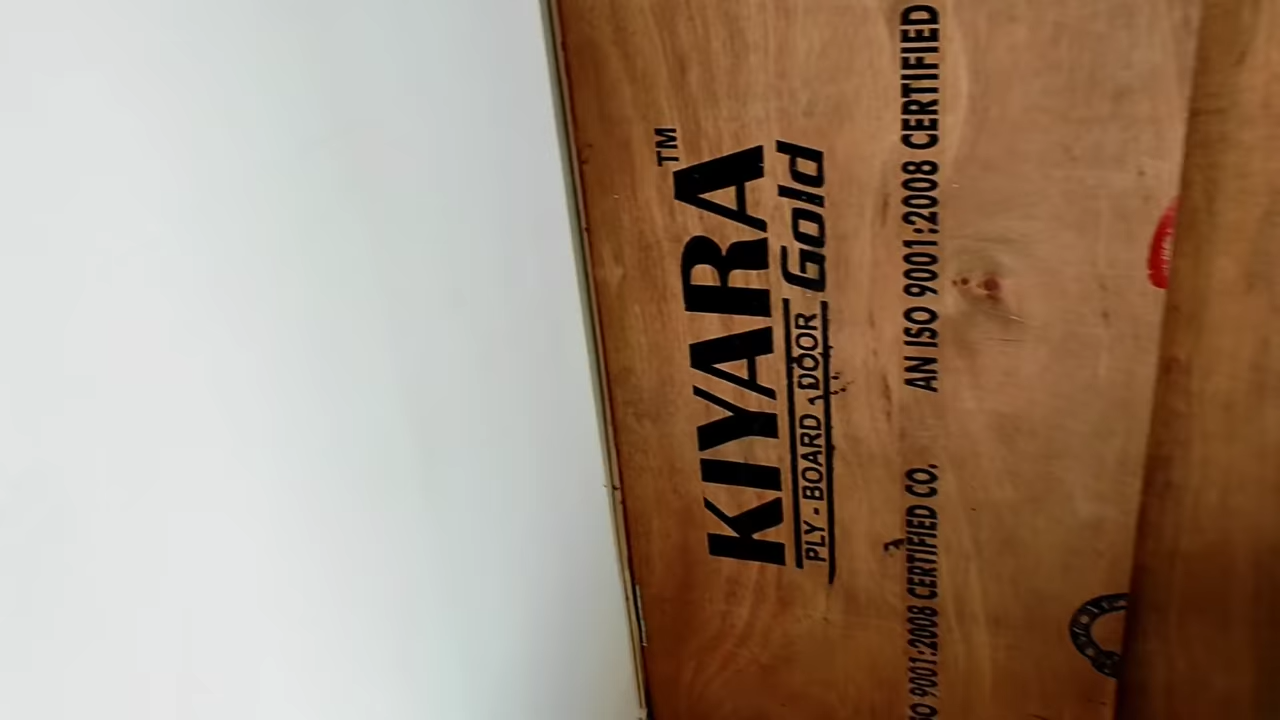 KIYARA™
PLY - BOARD - DOOR Gold
9001:2008 CERTIFIED CO. AN ISO 9001:2008 CERTIFIED